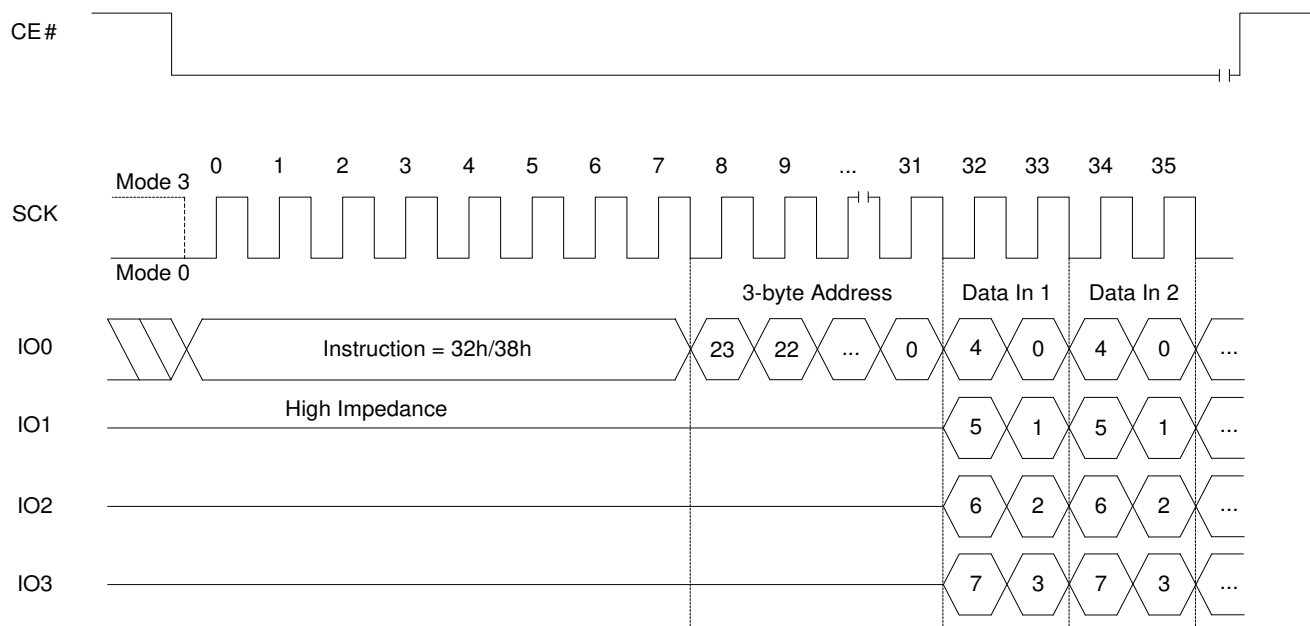 CE#
0 1 2 3 4 5 6 7 8 9 ... 31 32 33 34 35
Mode 3
SCK
Mode 0
3-byte Address Data In 1 Data In 2
IO0 Instruction = 32h/38h 23 22 ... 0 4 0 4 0 ...
High Impedance
IO1 5 1 5 1 ...
IO2 6 2 6 2 ...
IO3 7 3 7 3 ...